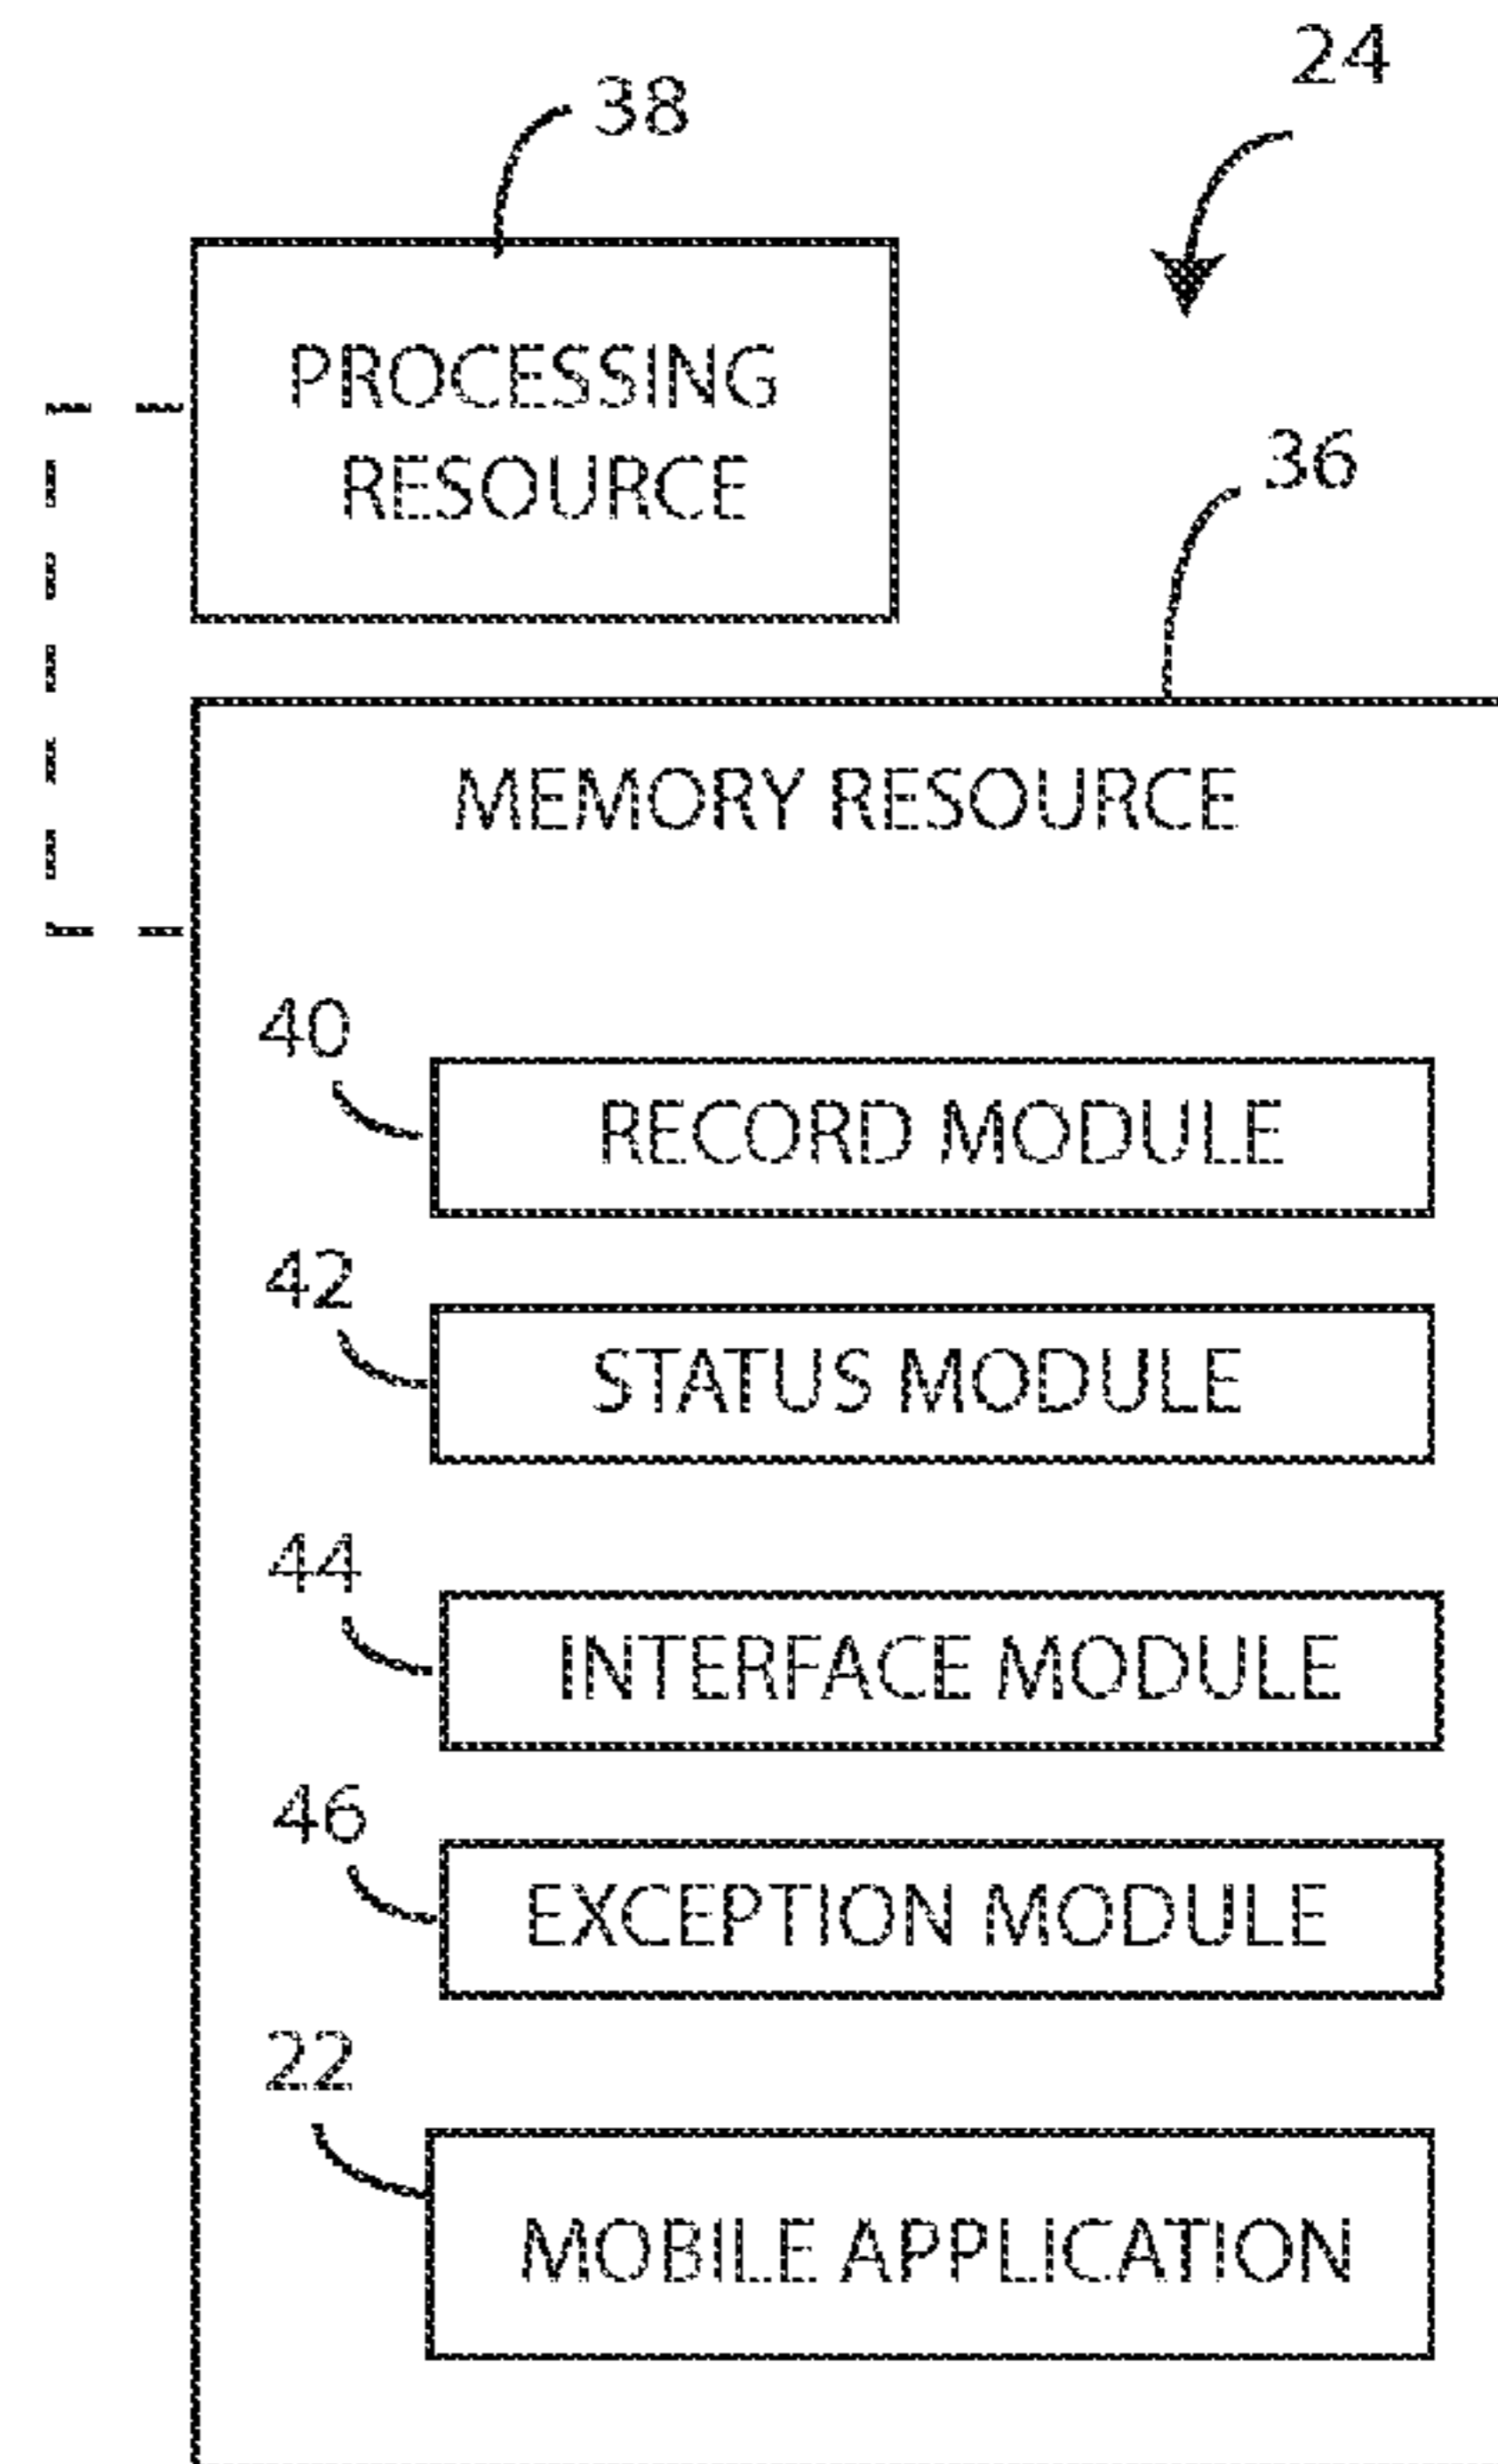 24
38
PROCESSING
RESOURCE
36
MEMORY RESOURCE
40
RECORD MODULE
42
STATUS MODULE
44
INTERFACE MODULE
46
EXCEPTION MODULE
22
MOBILE APPLICATION